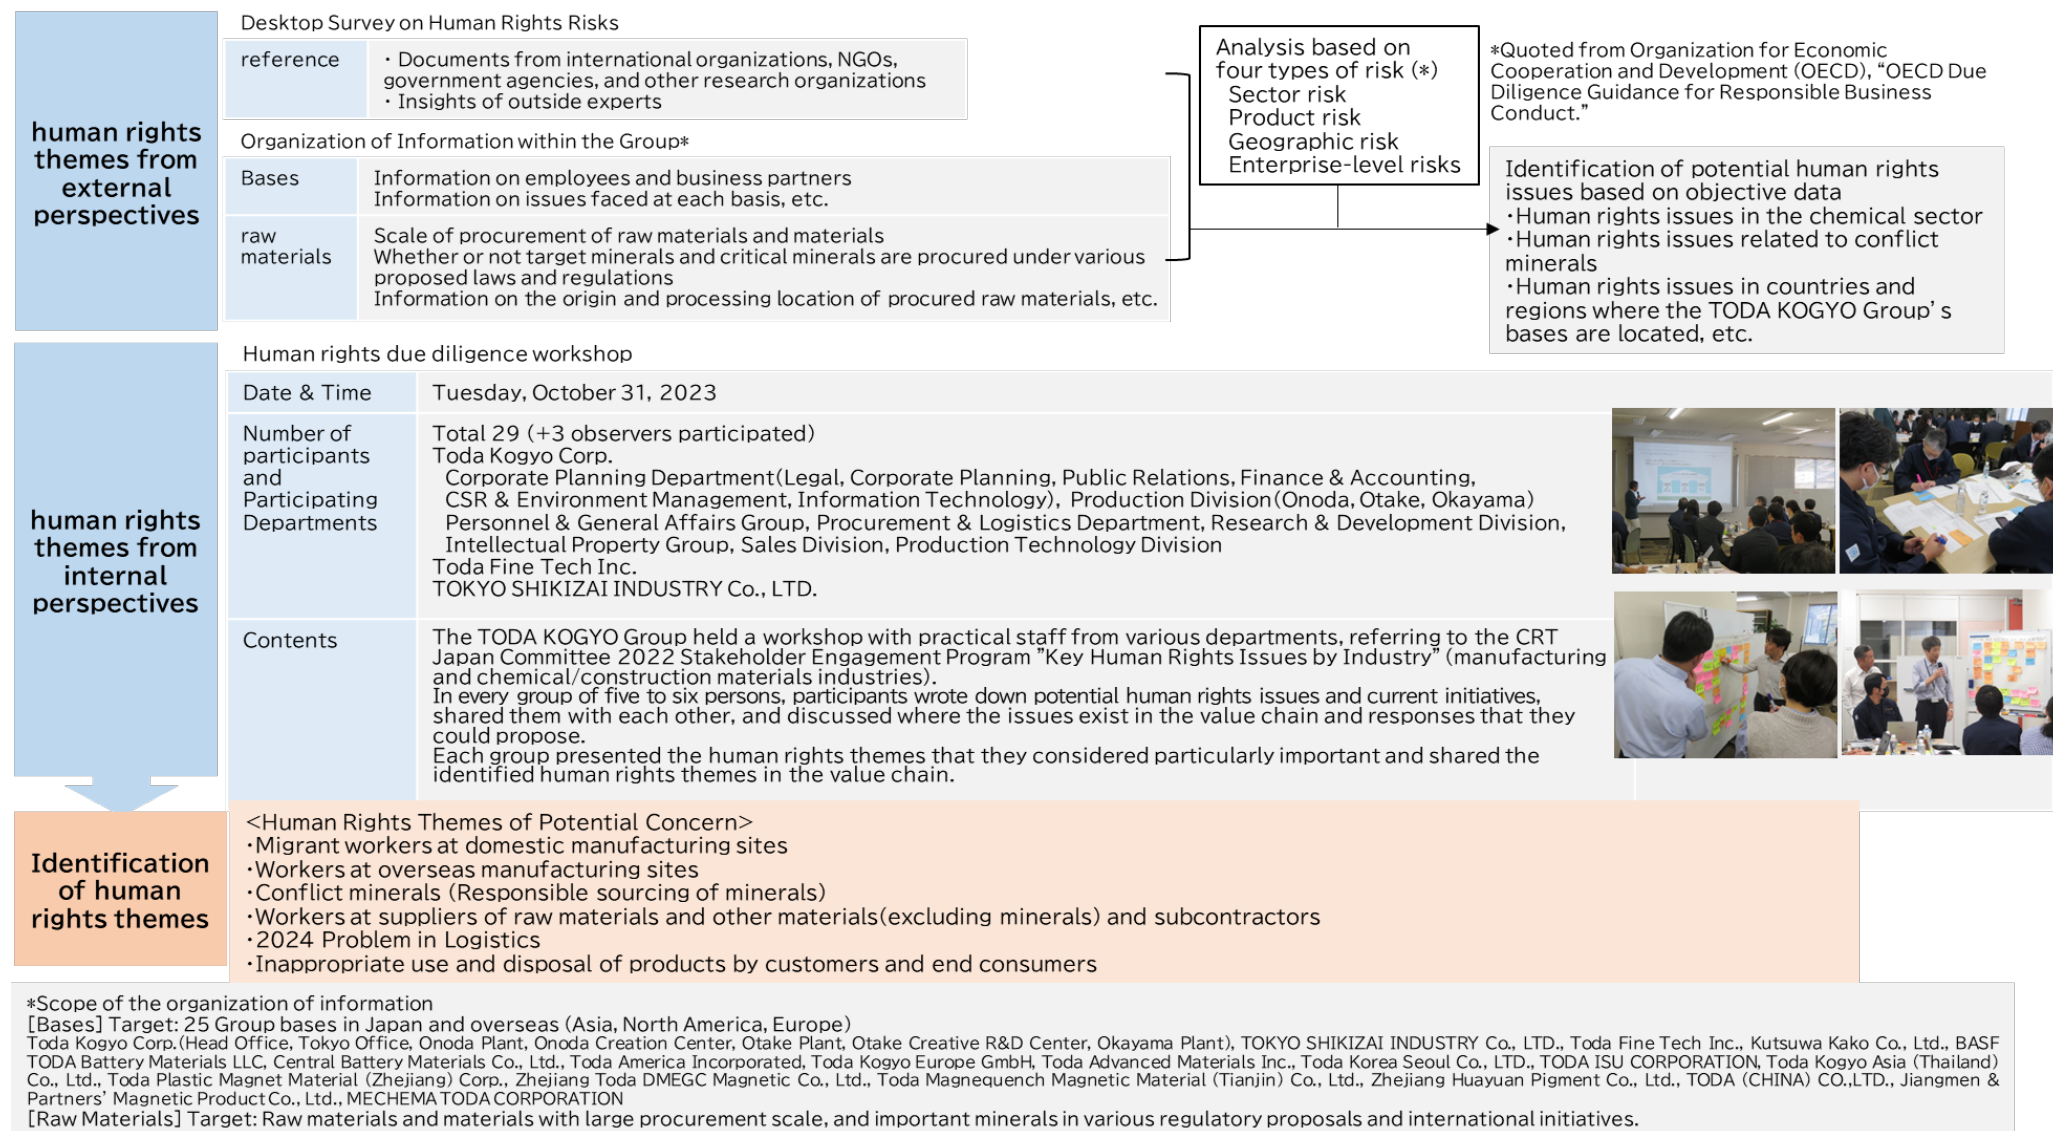 human rights
themes from
external
perspectives
Desktop Survey on Human Rights Risks
reference
・Documents from international organizations, NGOs,
government agencies, and other research organizations
・Insights of outside experts
Organization of Information within the Group*
Bases
Information on employees and business partners
Information on issues faced at each basis, etc.
raw
materials
Scale of procurement of raw materials and materials
Whether or not target minerals and critical minerals are procured under various
proposed laws and regulations
Information on the origin and processing location of procured raw materials, etc.
Analysis based on
four types of risk (*)
Sector risk
Product risk
Geographic risk
Enterprise-level risks
*Quoted from Organization for Economic
Cooperation and Development (OECD), “OECD Due
Diligence Guidance for Responsible Business
Conduct.”
Identification of potential human rights
issues based on objective data
・Human rights issues in the chemical sector
・Human rights issues related to conflict
minerals
・Human rights issues in countries and
regions where the TODA KOGYO Group’s
bases are located, etc.
human rights
themes from
internal
perspectives
Human rights due diligence workshop
Date & Time
Tuesday, October 31, 2023
Number of
participants
and
Participating
Departments
Total 29 (+3 observers participated)
Toda Kogyo Corp.
Corporate Planning Department(Legal, Corporate Planning, Public Relations, Finance & Accounting,
CSR & Environment Management, Information Technology), Production Division(Onoda, Otake, Okayama)
Personnel & General Affairs Group, Procurement & Logistics Department, Research & Development Division,
Intellectual Property Group, Sales Division, Production Technology Division
Toda Fine Tech Inc.
TOKYO SHIKIZAI INDUSTRY Co., LTD.
Contents
The TODA KOGYO Group held a workshop with practical staff from various departments, referring to the CRT
Japan Committee 2022 Stakeholder Engagement Program ”Key Human Rights Issues by Industry” (manufacturing
and chemical/construction materials industries).
In every group of five to six persons, participants wrote down potential human rights issues and current initiatives,
shared them with each other, and discussed where the issues exist in the value chain and responses that they
could propose.
Each group presented the human rights themes that they considered particularly important and shared the
identified human rights themes in the value chain.
Identification
of human
rights themes
<Human Rights Themes of Potential Concern>
・Migrant workers at domestic manufacturing sites
・Workers at overseas manufacturing sites
・Conflict minerals (Responsible sourcing of minerals)
・Workers at suppliers of raw materials and other materials(excluding minerals) and subcontractors
・2024 Problem in Logistics
・Inappropriate use and disposal of products by customers and end consumers
*Scope of the organization of information
[Bases] Target: 25 Group bases in Japan and overseas (Asia, North America, Europe)
Toda Kogyo Corp.(Head Office, Tokyo Office, Onoda Plant, Onoda Creation Center, Otake Plant, Otake Creative R&D Center, Okayama Plant), TOKYO SHIKIZAI INDUSTRY Co., LTD., Toda Fine Tech Inc., Kutsuwa Kako Co., Ltd., BASF
TODA Battery Materials LLC, Central Battery Materials Co., Ltd., Toda America Incorporated, Toda Kogyo Europe GmbH, Toda Advanced Materials Inc., Toda Korea Seoul Co., LTD., TODA ISU CORPORATION, Toda Kogyo Asia (Thailand)
Co., Ltd., Toda Plastic Magnet Material (Zhejiang) Corp., Zhejiang Toda DMEGC Magnetic Co., Ltd., Toda Magnequench Magnetic Material (Tianjin) Co., Ltd., Zhejiang Huayuan Pigment Co., Ltd., TODA (CHINA) CO.,LTD., Jiangmen &
Partners’ Magnetic Product Co., Ltd., MECHEMA TODA CORPORATION
[Raw Materials] Target: Raw materials and materials with large procurement scale, and important minerals in various regulatory proposals and international initiatives.